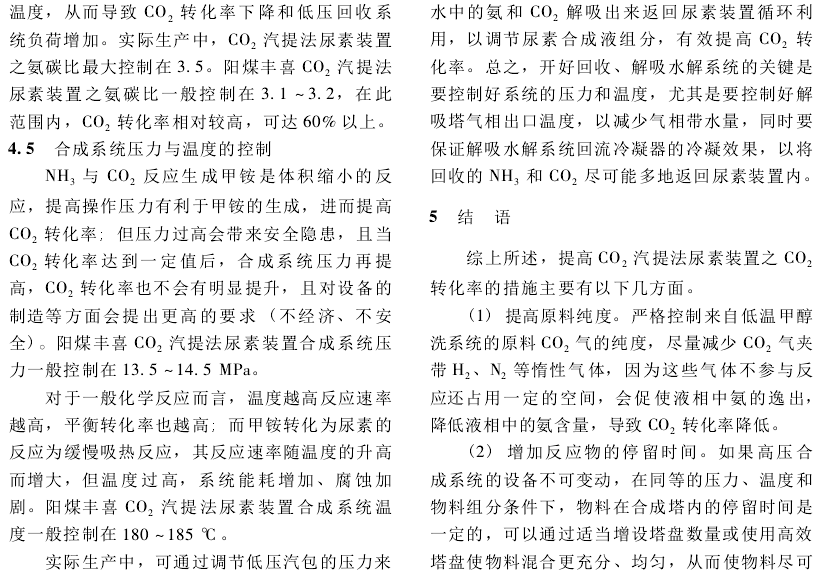 温度，从而导致 CO₂ 转化率下降和低压回收系
统负荷增加。实际生产中，CO₂ 汽提法尿素装置
之氨碳比最大控制在 3.5。阳煤丰喜 CO₂ 汽提法
尿素装置之氨碳比一般控制在 3.1～3.2，在此
范围内，CO₂ 转化率相对较高，可达 60% 以上。
4.5 合成系统压力与温度的控制
NH₃ 与 CO₂ 反应生成甲铵是体积缩小的反
应，提高操作压力有利于甲铵的生成，进而提高
CO₂ 转化率；但压力过高会带来安全隐患，且当
CO₂ 转化率达到一定值后，合成系统压力再提
高，CO₂ 转化率也不会有明显提升，且对设备的
制造等方面会提出更高的要求（不经济、不安
全）。阳煤丰喜 CO₂ 汽提法尿素装置合成系统压
力一般控制在 13.5～14.5 MPa。
对于一般化学反应而言，温度越高反应速率
越高，平衡转化率也越高；而甲铵转化为尿素的
反应为缓慢吸热反应，其反应速率随温度的升高
而增大，但温度过高，系统能耗增加、腐蚀加
剧。阳煤丰喜 CO₂ 汽提法尿素装置合成系统温
度一般控制在 180～185 ℃。
实际生产中，可通过调节低压汽包的压力来
水中的氨和 CO₂ 解吸出来返回尿素装置循环利
用，以调节尿素合成液组分，有效提高 CO₂ 转
化率。总之，开好回收、解吸水解系统的关键是
要控制好系统的压力和温度，尤其是要控制好解
吸塔气相出口温度，以减少气相带水量，同时要
保证解吸水解系统回流冷凝器的冷凝效果，以将
回收的 NH₃ 和 CO₂ 尽可能多地返回尿素装置内。
5 结 语
综上所述，提高 CO₂ 汽提法尿素装置之 CO₂
转化率的措施主要有以下几方面。
（1） 提高原料纯度。严格控制来自低温甲醇
洗系统的原料 CO₂ 气的纯度，尽量减少 CO₂ 气夹
带 H₂、N₂ 等惰性气体，因为这些气体不参与反
应还占用一定的空间，会促使液相中氨的逸出，
降低液相中的氨含量，导致 CO₂ 转化率降低。
（2） 增加反应物的停留时间。如果高压合
成系统的设备不可变动，在同等的压力、温度和
物料组分条件下，物料在合成塔内的停留时间是
一定的，可以通过适当增设塔盘数量或使用高效
塔盘使物料混合更充分、均匀，从而使物料尽可